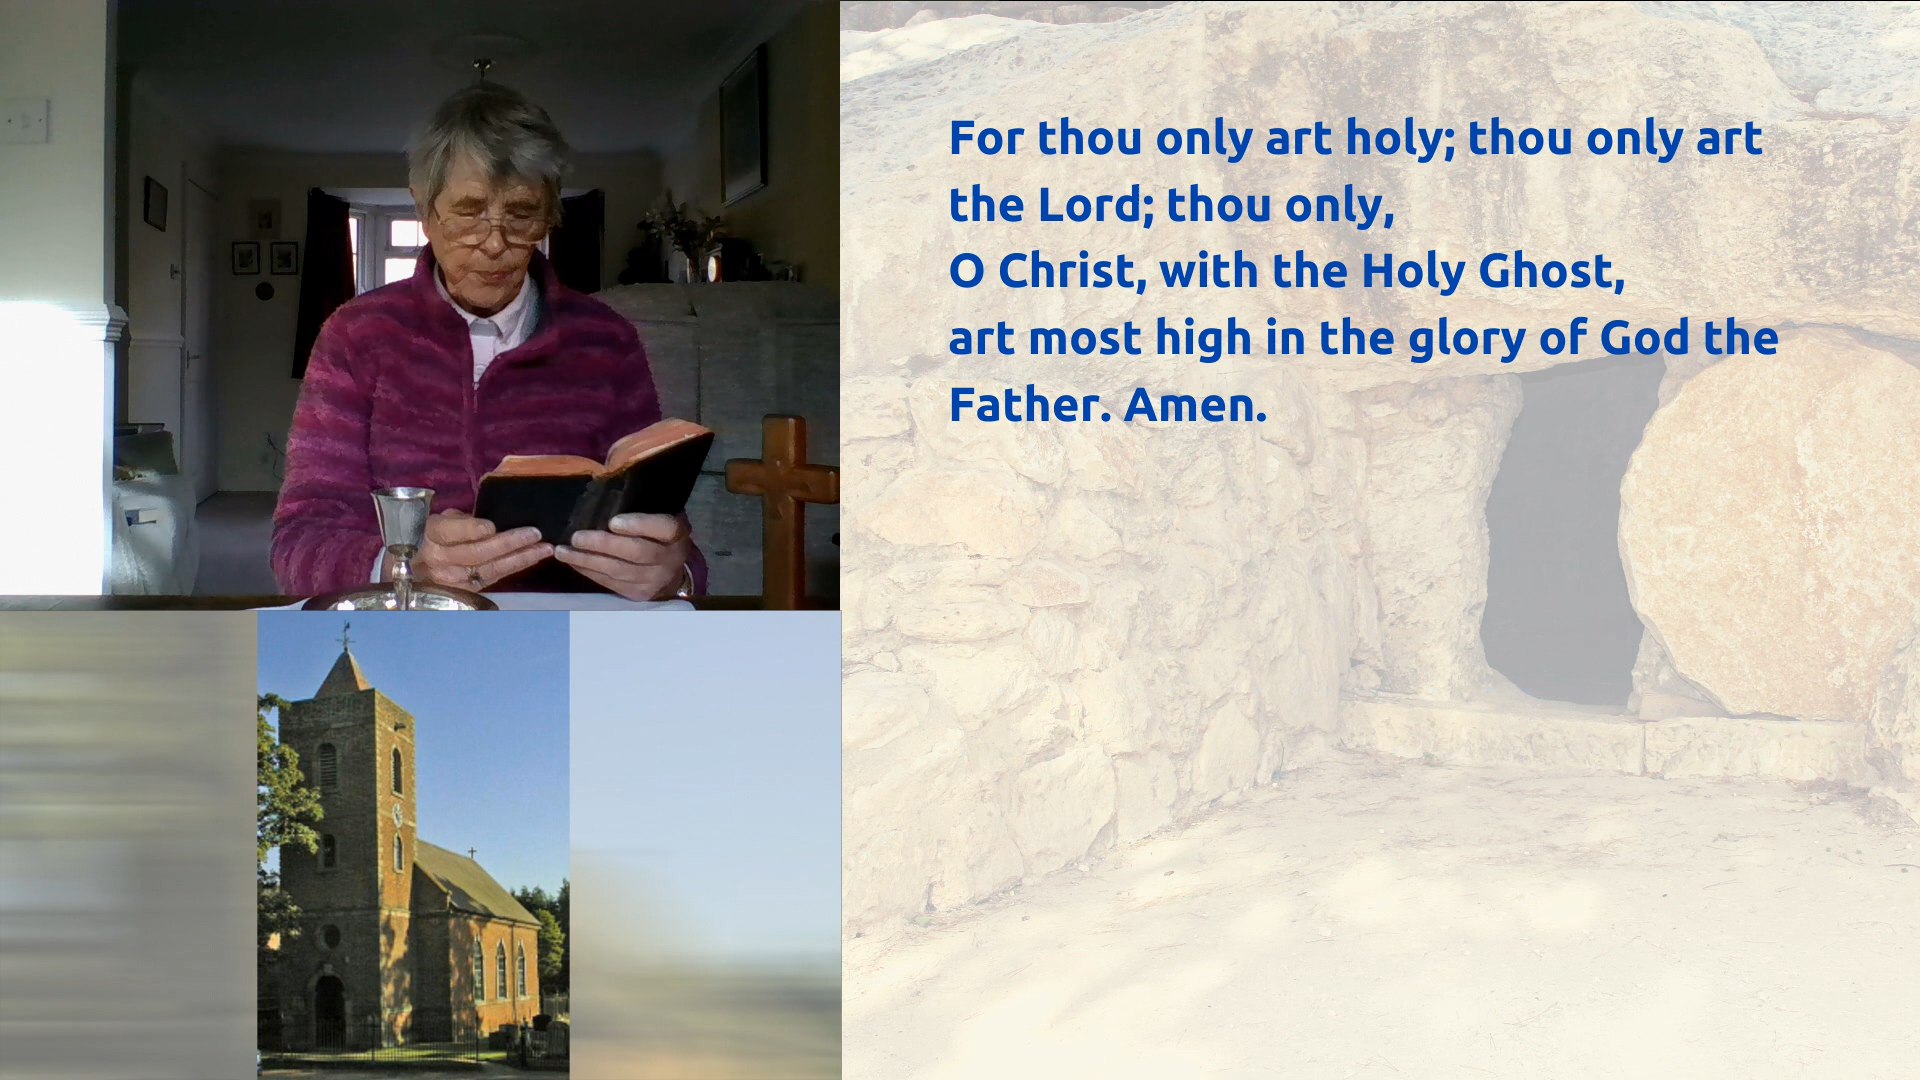 For thou only art holy; thou only art
the Lord; thou only,
O Christ, with the Holy Ghost,
art most high in the glory of God the
Father. Amen.